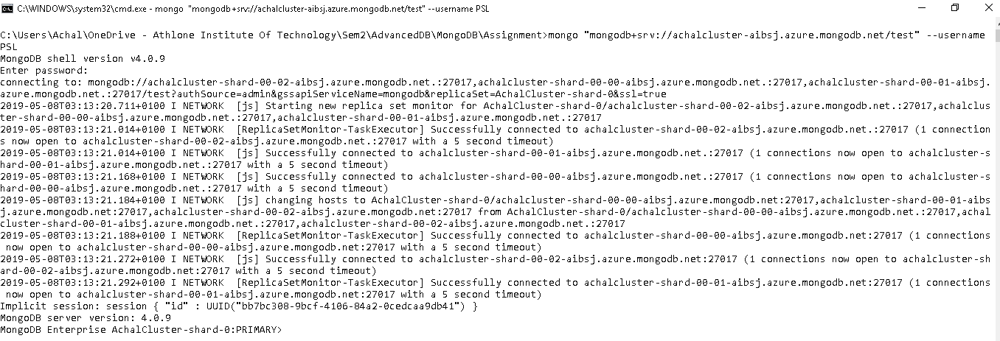 C:\WINDOWS\system32\cmd.exe - mongo "mongodb+srv://achalcluster-aibsj.azure.mongodb.net/test" --username PSL
C:\Users\Achal\OneDrive - Athlone Institute Of Technology\Sem2\AdvancedDB\MongoDB\Assignment>mongo "mongodb+srv://achalcluster-aibsj.azure.mongodb.net/test" --username
PSL
MongoDB shell version v4.0.9
Enter password:
connecting to: mongodb://achalcluster-shard-00-02-aibsj.azure.mongodb.net.:27017,achalcluster-shard-00-00-aibsj.azure.mongodb.net.:27017,achalcluster-shard-00-01-aibsj.
azure.mongodb.net.:27017/test?authSource=admin&gssapiServiceName=mongodb&replicaSet=AchalCluster-shard-0&ssl=true
2019-05-08T03:13:20.711+0100 I NETWORK  [js] Starting new replica set monitor for AchalCluster-shard-0/achalcluster-shard-00-02-aibsj.azure.mongodb.net.:27017,achalclus
ter-shard-00-00-aibsj.azure.mongodb.net.:27017,achalcluster-shard-00-01-aibsj.azure.mongodb.net.:27017
2019-05-08T03:13:21.014+0100 I NETWORK  [ReplicaSetMonitor-TaskExecutor] Successfully connected to achalcluster-shard-00-02-aibsj.azure.mongodb.net.:27017 (1 connection
s now open to achalcluster-shard-00-02-aibsj.azure.mongodb.net.:27017 with a 5 second timeout)
2019-05-08T03:13:21.014+0100 I NETWORK  [js] Successfully connected to achalcluster-shard-00-01-aibsj.azure.mongodb.net.:27017 (1 connections now open to achalcluster-s
hard-00-01-aibsj.azure.mongodb.net.:27017 with a 5 second timeout)
2019-05-08T03:13:21.168+0100 I NETWORK  [js] Successfully connected to achalcluster-shard-00-00-aibsj.azure.mongodb.net.:27017 (1 connections now open to achalcluster-s
hard-00-00-aibsj.azure.mongodb.net.:27017 with a 5 second timeout)
2019-05-08T03:13:21.184+0100 I NETWORK  [js] changing hosts to AchalCluster-shard-0/achalcluster-shard-00-00-aibsj.azure.mongodb.net:27017,achalcluster-shard-00-01-aibs
j.azure.mongodb.net:27017,achalcluster-shard-00-02-aibsj.azure.mongodb.net:27017 from AchalCluster-shard-0/achalcluster-shard-00-00-aibsj.azure.mongodb.net.:27017,achal
cluster-shard-00-01-aibsj.azure.mongodb.net.:27017,achalcluster-shard-00-02-aibsj.azure.mongodb.net.:27017
2019-05-08T03:13:21.188+0100 I NETWORK  [ReplicaSetMonitor-TaskExecutor] Successfully connected to achalcluster-shard-00-00-aibsj.azure.mongodb.net:27017 (1 connections
 now open to achalcluster-shard-00-00-aibsj.azure.mongodb.net:27017 with a 5 second timeout)
2019-05-08T03:13:21.272+0100 I NETWORK  [js] Successfully connected to achalcluster-shard-00-02-aibsj.azure.mongodb.net:27017 (1 connections now open to achalcluster-sh
ard-00-02-aibsj.azure.mongodb.net:27017 with a 5 second timeout)
2019-05-08T03:13:21.292+0100 I NETWORK  [ReplicaSetMonitor-TaskExecutor] Successfully connected to achalcluster-shard-00-01-aibsj.azure.mongodb.net:27017 (1 connections
 now open to achalcluster-shard-00-01-aibsj.azure.mongodb.net:27017 with a 5 second timeout)
Implicit session: session { "id" : UUID("bb7bc308-9bcf-4106-84a2-0cedcaa9db41") }
MongoDB server version: 4.0.9
MongoDB Enterprise AchalCluster-shard-0:PRIMARY>